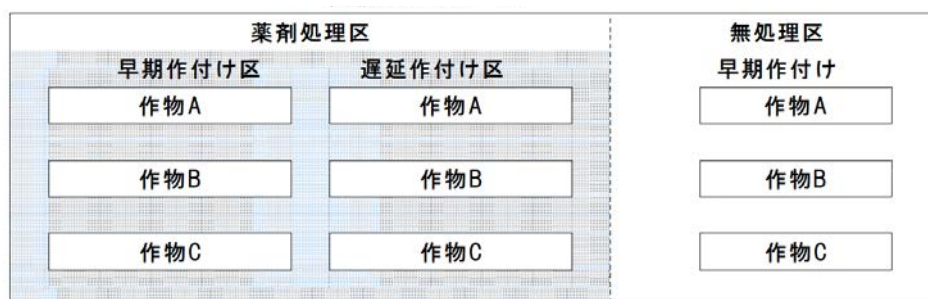 薬剤処理区 無処理区
早期作付け区 遅延作付け区 早期作付け
作物A 作物A 作物A
作物B 作物B 作物B
作物C 作物C 作物C